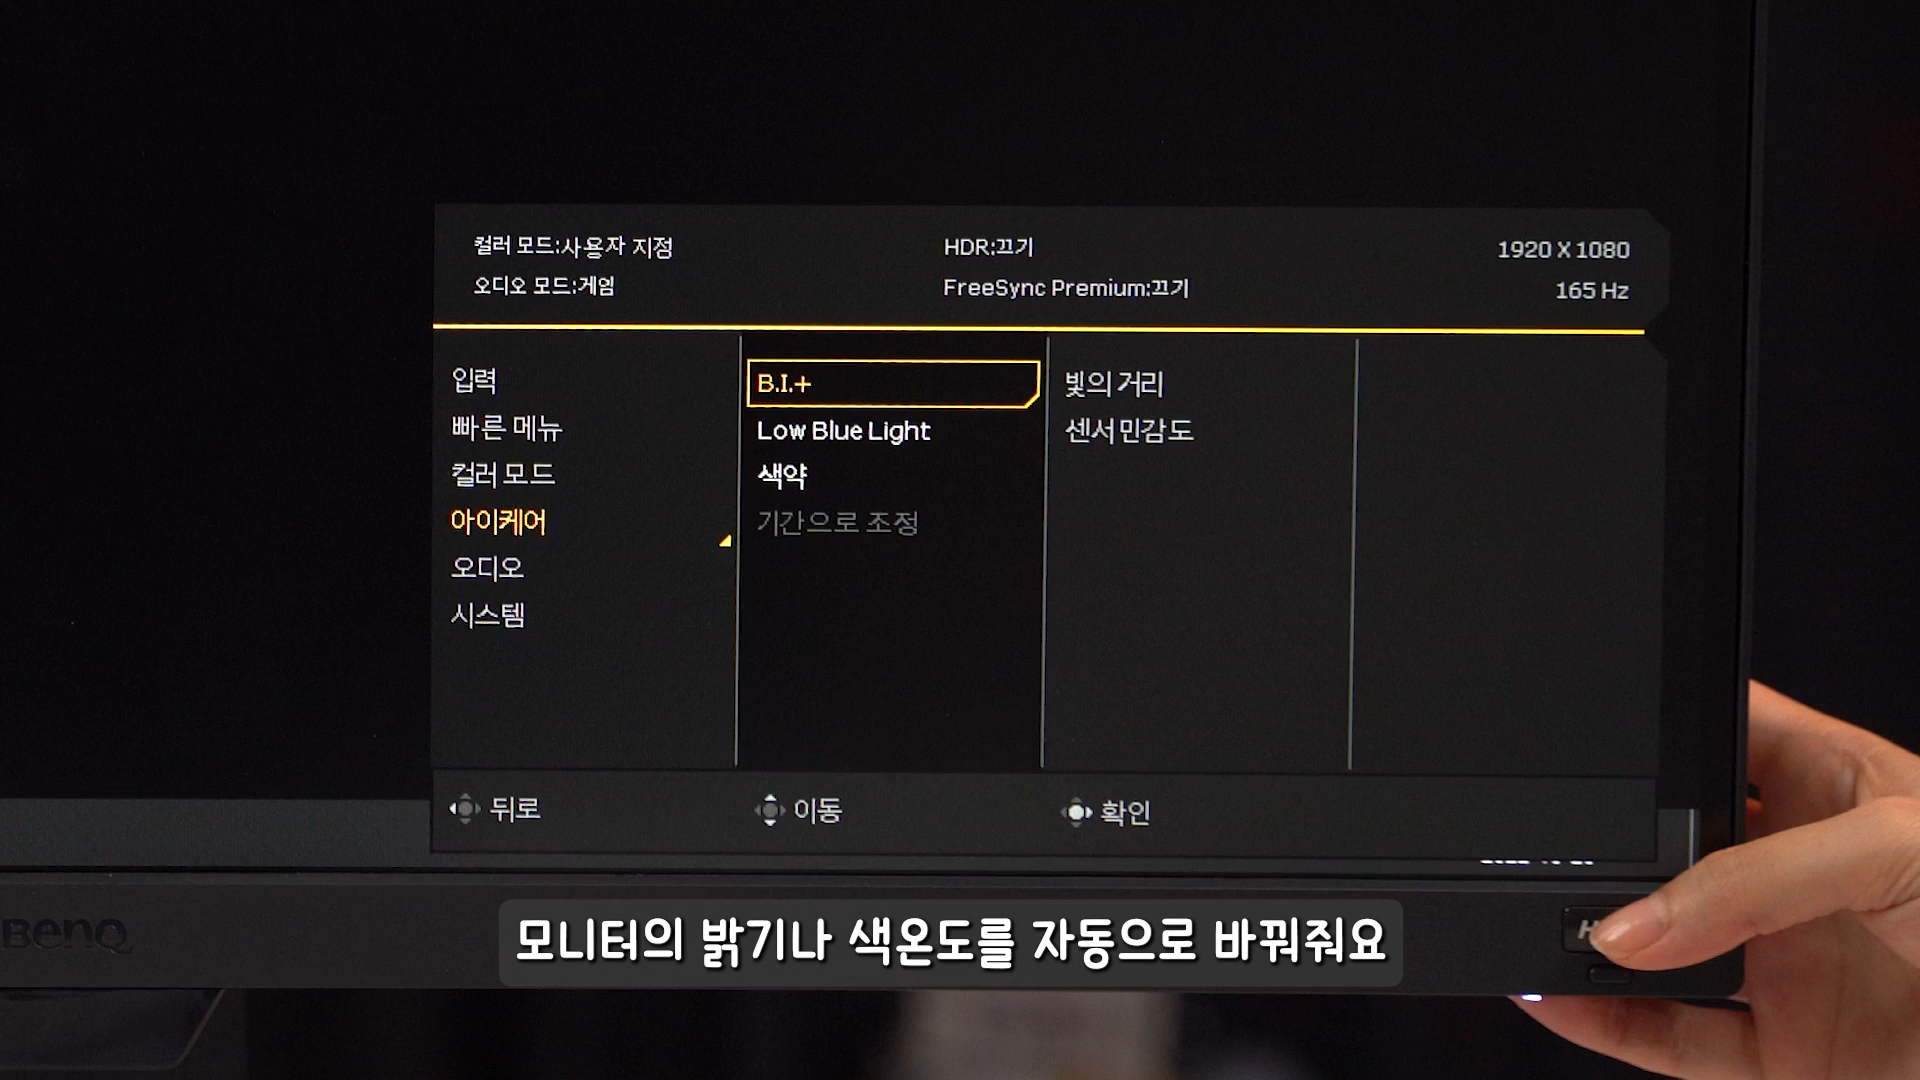 컬러 모드:사용자 지정
HDR:끄기
1920 X 1080
오디오 모드:게임
FreeSync Premium:끄기
165 Hz
입력
빠른 메뉴
컬러 모드
아이케어
오디오
시스템
B.I.+
Low Blue Light
색약
기간으로 조정
빛의 거리
센서민감도
뒤로
이동
확인
BenQ
모니터의 밝기나 색온도를 자동으로 바꿔줘요